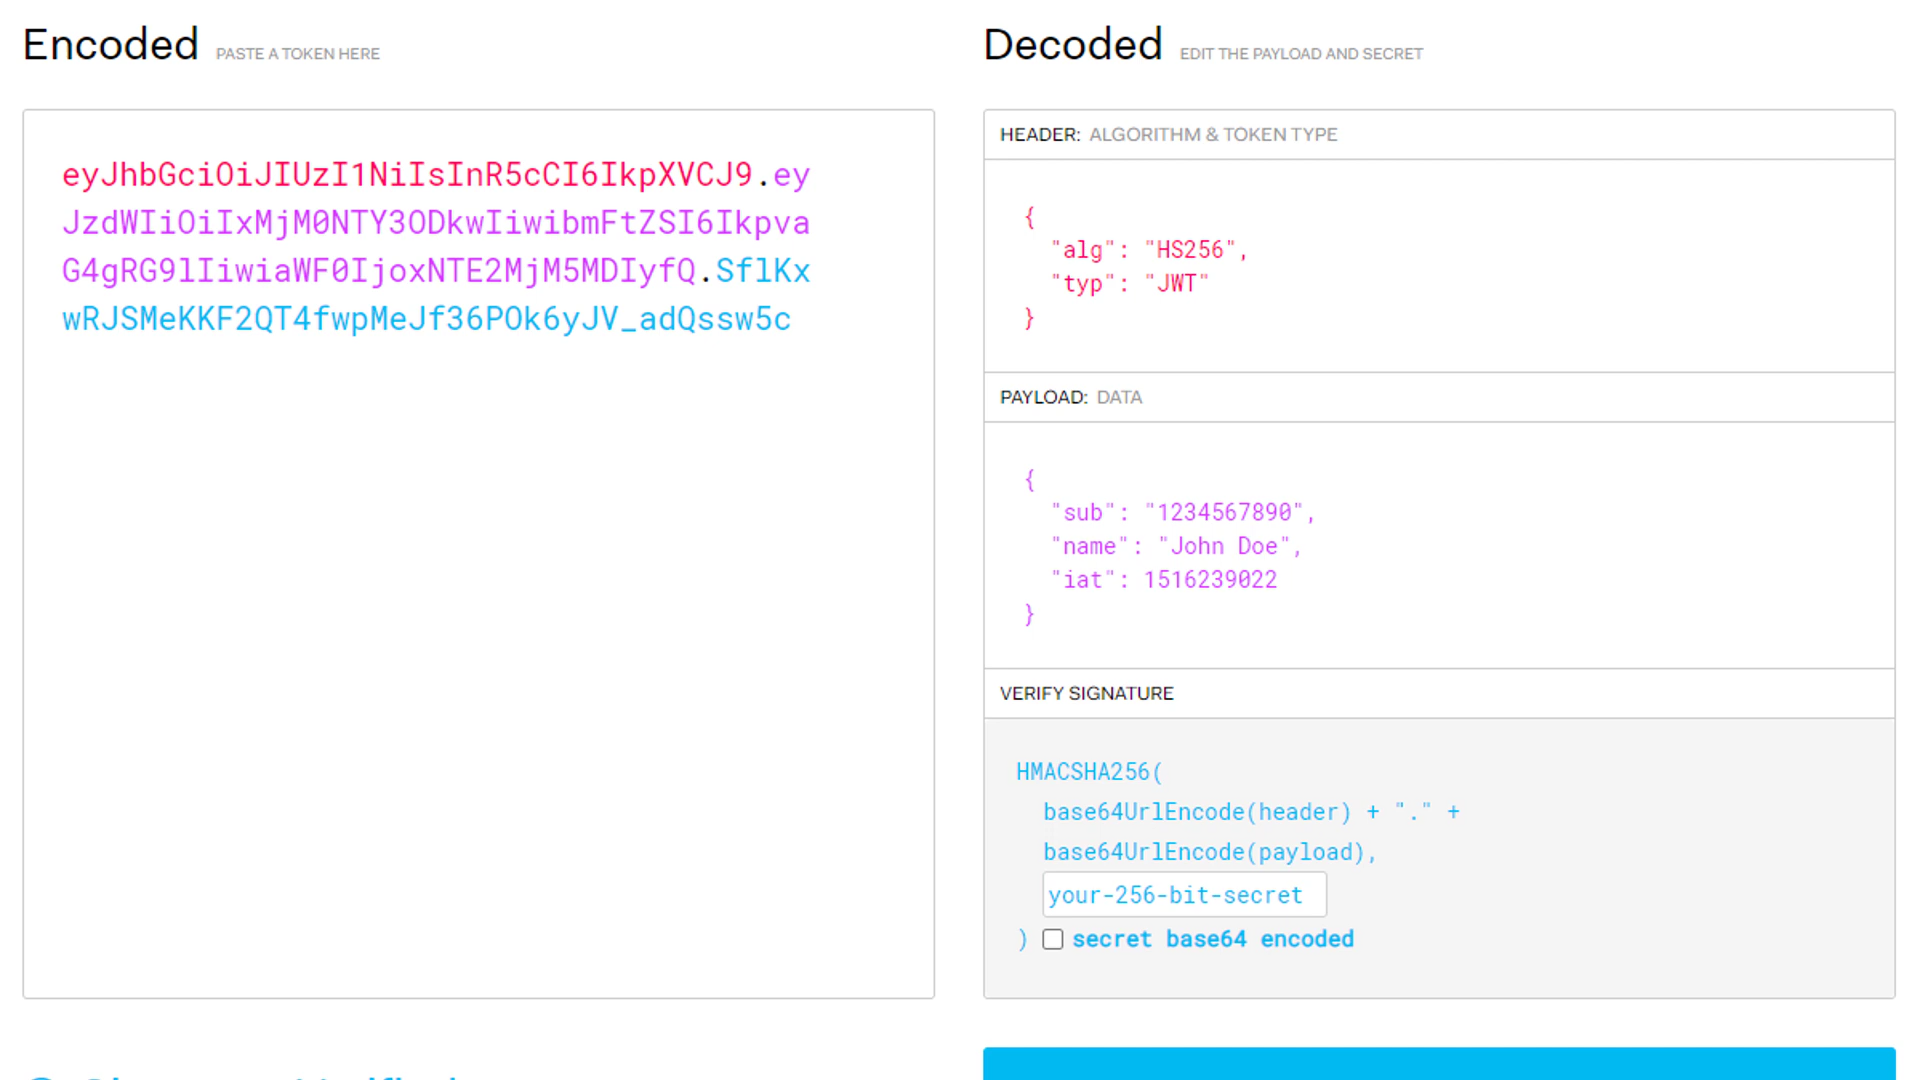 Encoded PASTE A TOKEN HERE
eyJhbGciOiJIUzI1NiIsInR5cCI6IkpXVCJ9.ey
JzdWIiOiIxMjM0NTY3ODkwIiwibmFtZSI6Ikpva
G4gRG9lIiwiaWF0IjoxNTE2MjM5MDIyfQ.SflKx
wRJSMeKKF2QT4fwpMeJf36POk6yJV_adQssw5c
Decoded EDIT THE PAYLOAD AND SECRET
HEADER: ALGORITHM & TOKEN TYPE
{
"alg": "HS256",
"typ": "JWT"
}
PAYLOAD: DATA
{
"sub": "1234567890",
"name": "John Doe",
"iat": 1516239022
}
VERIFY SIGNATURE
HMACSHA256(
base64UrlEncode(header) + "." +
base64UrlEncode(payload),
your-256-bit-secret
) secret base64 encoded